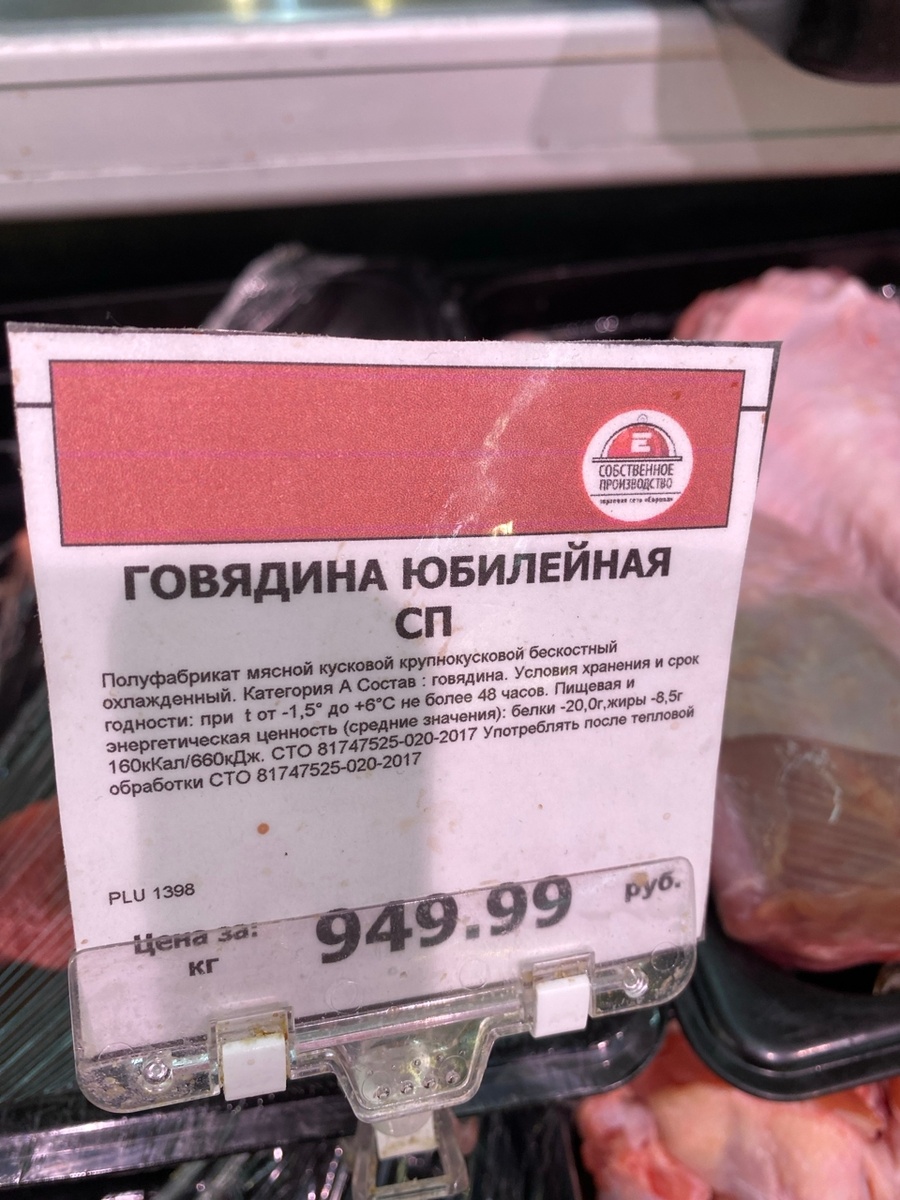 Е
СОБСТВЕННОЕ
ПРОИЗВОДСТВО
торговая сеть «Европа»
ГОВЯДИНА ЮБИЛЕЙНАЯ
СП
Полуфабрикат мясной кусковой крупнокусковой бескостный
охлажденный. Категория А Состав : говядина. Условия хранения и срок
годности: при t от -1,5° до +6°С не более 48 часов. Пищевая и
энергетическая ценность (средние значения): белки -20,0г,жиры -8,5г
160кКал/660кДж. СТО 81747525-020-2017 Употреблять после тепловой
обработки СТО 81747525-020-2017
PLU 1398
Цена за: 949.99 руб.
кг